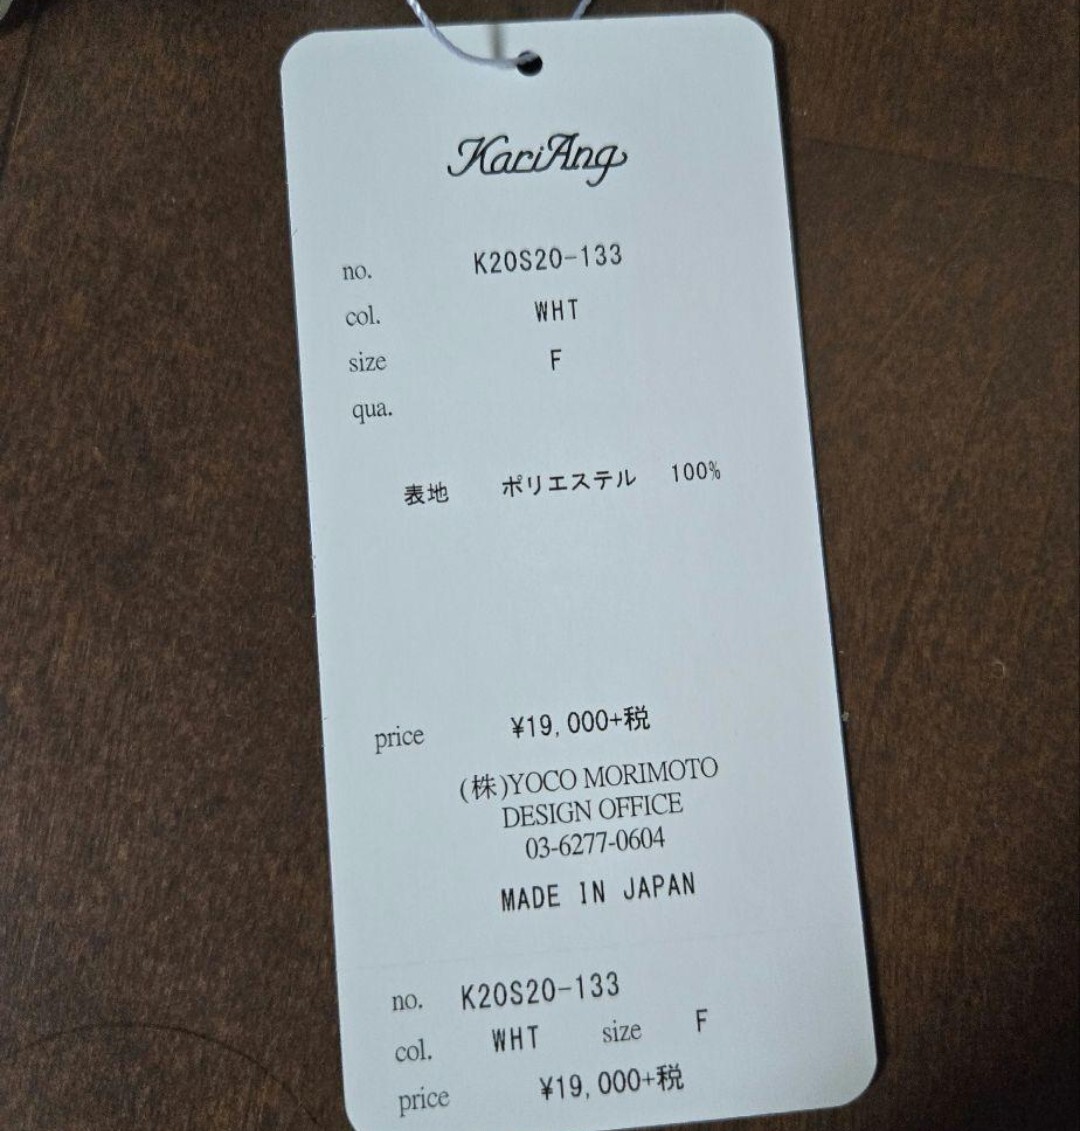 KariAng
no. K20S20-133
col. WHT
size F
qua.
表地 ポリエステル 100%
price ¥19,000+税
(株)YOCO MORIMOTO
DESIGN OFFICE
03-6277-0604
MADE IN JAPAN
no. K20S20-133
col. WHT size F
price ¥19,000+税